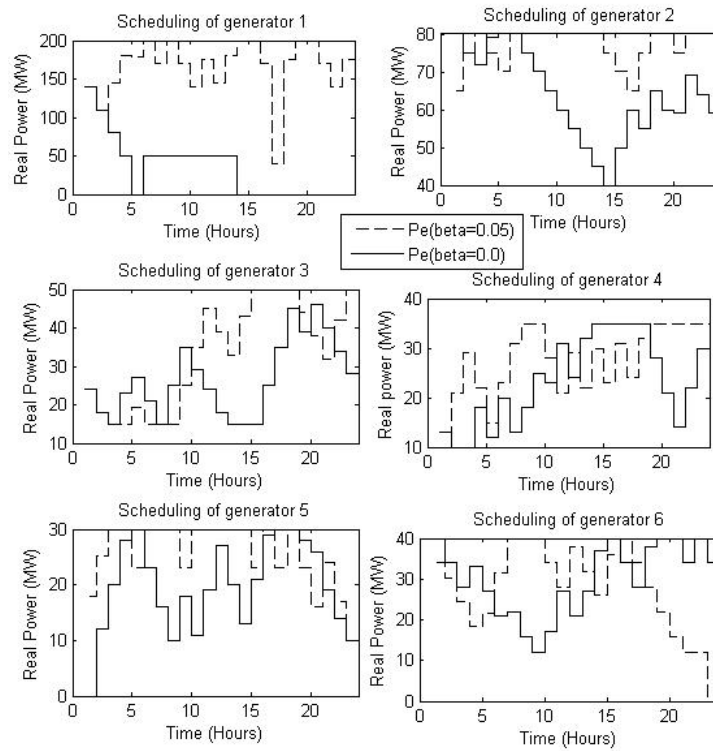 Scheduling of generator 1
Real Power (MW)
200
150
100
50
0
0 5 10 15 20
Time (Hours)
Scheduling of generator 2
Real Power (MW)
80
70
60
50
40
0 5 10 15 20
Time (Hours)
Pe(beta=0.05)
Pe(beta=0.0)
Scheduling of generator 3
Real Power (MW)
50
40
30
20
10
0 5 10 15 20
Time (Hours)
Scheduling of generator 4
Real power (MW)
40
30
20
10
0 5 10 15 20
Time (Hours)
Scheduling of generator 5
Real Power (MW)
30
20
10
0
0 5 10 15 20
Time (Hours)
Scheduling of generator 6
Real Power (MW)
40
30
20
10
0
0 5 10 15 20
Time (Hours)